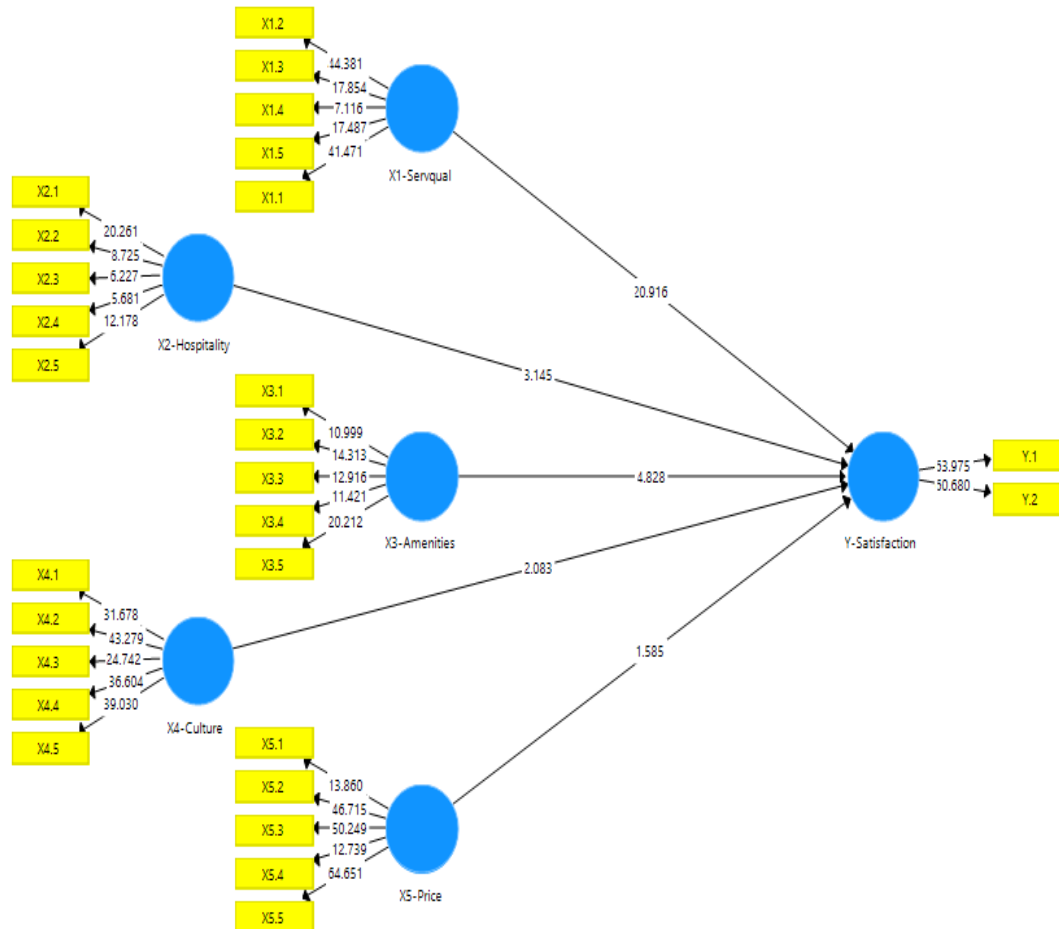 X1.2
X1.3
X1.4
X1.5
X1.1
44.381
17.854
7.116
17.487
41.471
X1-Servqual
20.916
X2.1
X2.2
X2.3
X2.4
X2.5
20.261
8.725
6.227
5.681
12.178
X2-Hospitality
3.145
X3.1
X3.2
X3.3
X3.4
X3.5
10.999
14.313
12.916
11.421
20.212
X3-Amenities
4.828
Y-Satisfaction
53.975
60.680
Y.1
Y.2
X4.1
X4.2
X4.3
X4.4
X4.5
31.678
43.279
24.742
36.604
39.030
X4-Culture
2.083
X5.1
X5.2
X5.3
X5.4
X5.5
13.860
46.715
50.249
12.739
64.651
X5-Price
1.585